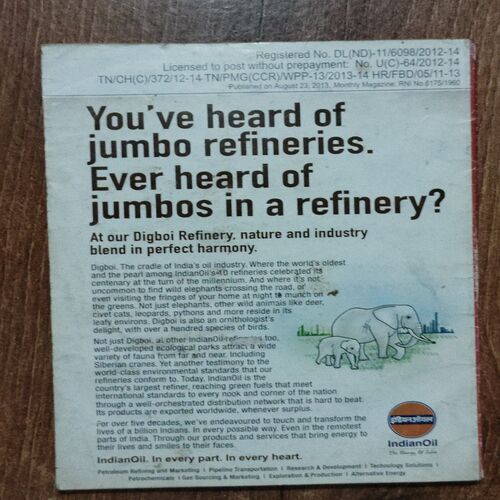 Registered No. DL(ND)-11/6098/2012-14
Licensed to post without prepayment: No. U(C)-64/2012-14
TN/CH(C)/372/12-14 TN/PMG(CCR)/WPP-13/2013-14 HR/FBD/05/11-13
Published on August 23, 2013, Monthly Magazine; RNI No.6175/1960
You've heard of
jumbo refineries.
Ever heard of
jumbos in a refinery?
At our Digboi Refinery, nature and industry
blend in perfect harmony.
Digboi. The cradle of India's oil industry. Where the world's oldest
and the pearl among IndianOil's 10 refineries celebrated its
centenary at the turn of the millennium. And where it's not
uncommon to find wild elephants crossing the road, or
even visiting the fringes of your home at night to munch on
the greens. Not just elephants, other wild animals like deer,
civet cats, leopards, pythons and more reside in its
leafy environs. Digboi is also an ornithologist's
delight, with over a hundred species of birds.
Not just Digboi, at other IndianOil refineries too,
well-developed ecological parks attract a wide
variety of fauna from far and near. Including
Siberian cranes. Yet another testimony to the
world-class environmental standards that our
refineries conform to. Today, IndianOil is the
country's largest refiner, reaching green fuels that meet
international standards to every nook and corner of the nation
through a well-orchestrated distribution network that is hard to beat.
Its products are exported worldwide, whenever surplus.
For over five decades, we've endeavoured to touch and transform the
lives of a billion Indians. In every possible way. Even in the remotest
parts of India. Through our products and services that bring energy to
their lives and smiles to their faces.
IndianOil. In every part. In every heart.
इंडियनऑयल
IndianOil
The Energy Of India
Petroleum Refining and Marketing I Pipeline Transportation I Research & Development I Technology Solutions I
Petrochemicals I Gas Sourcing & Marketing I Exploration & Production I Alternative Energy